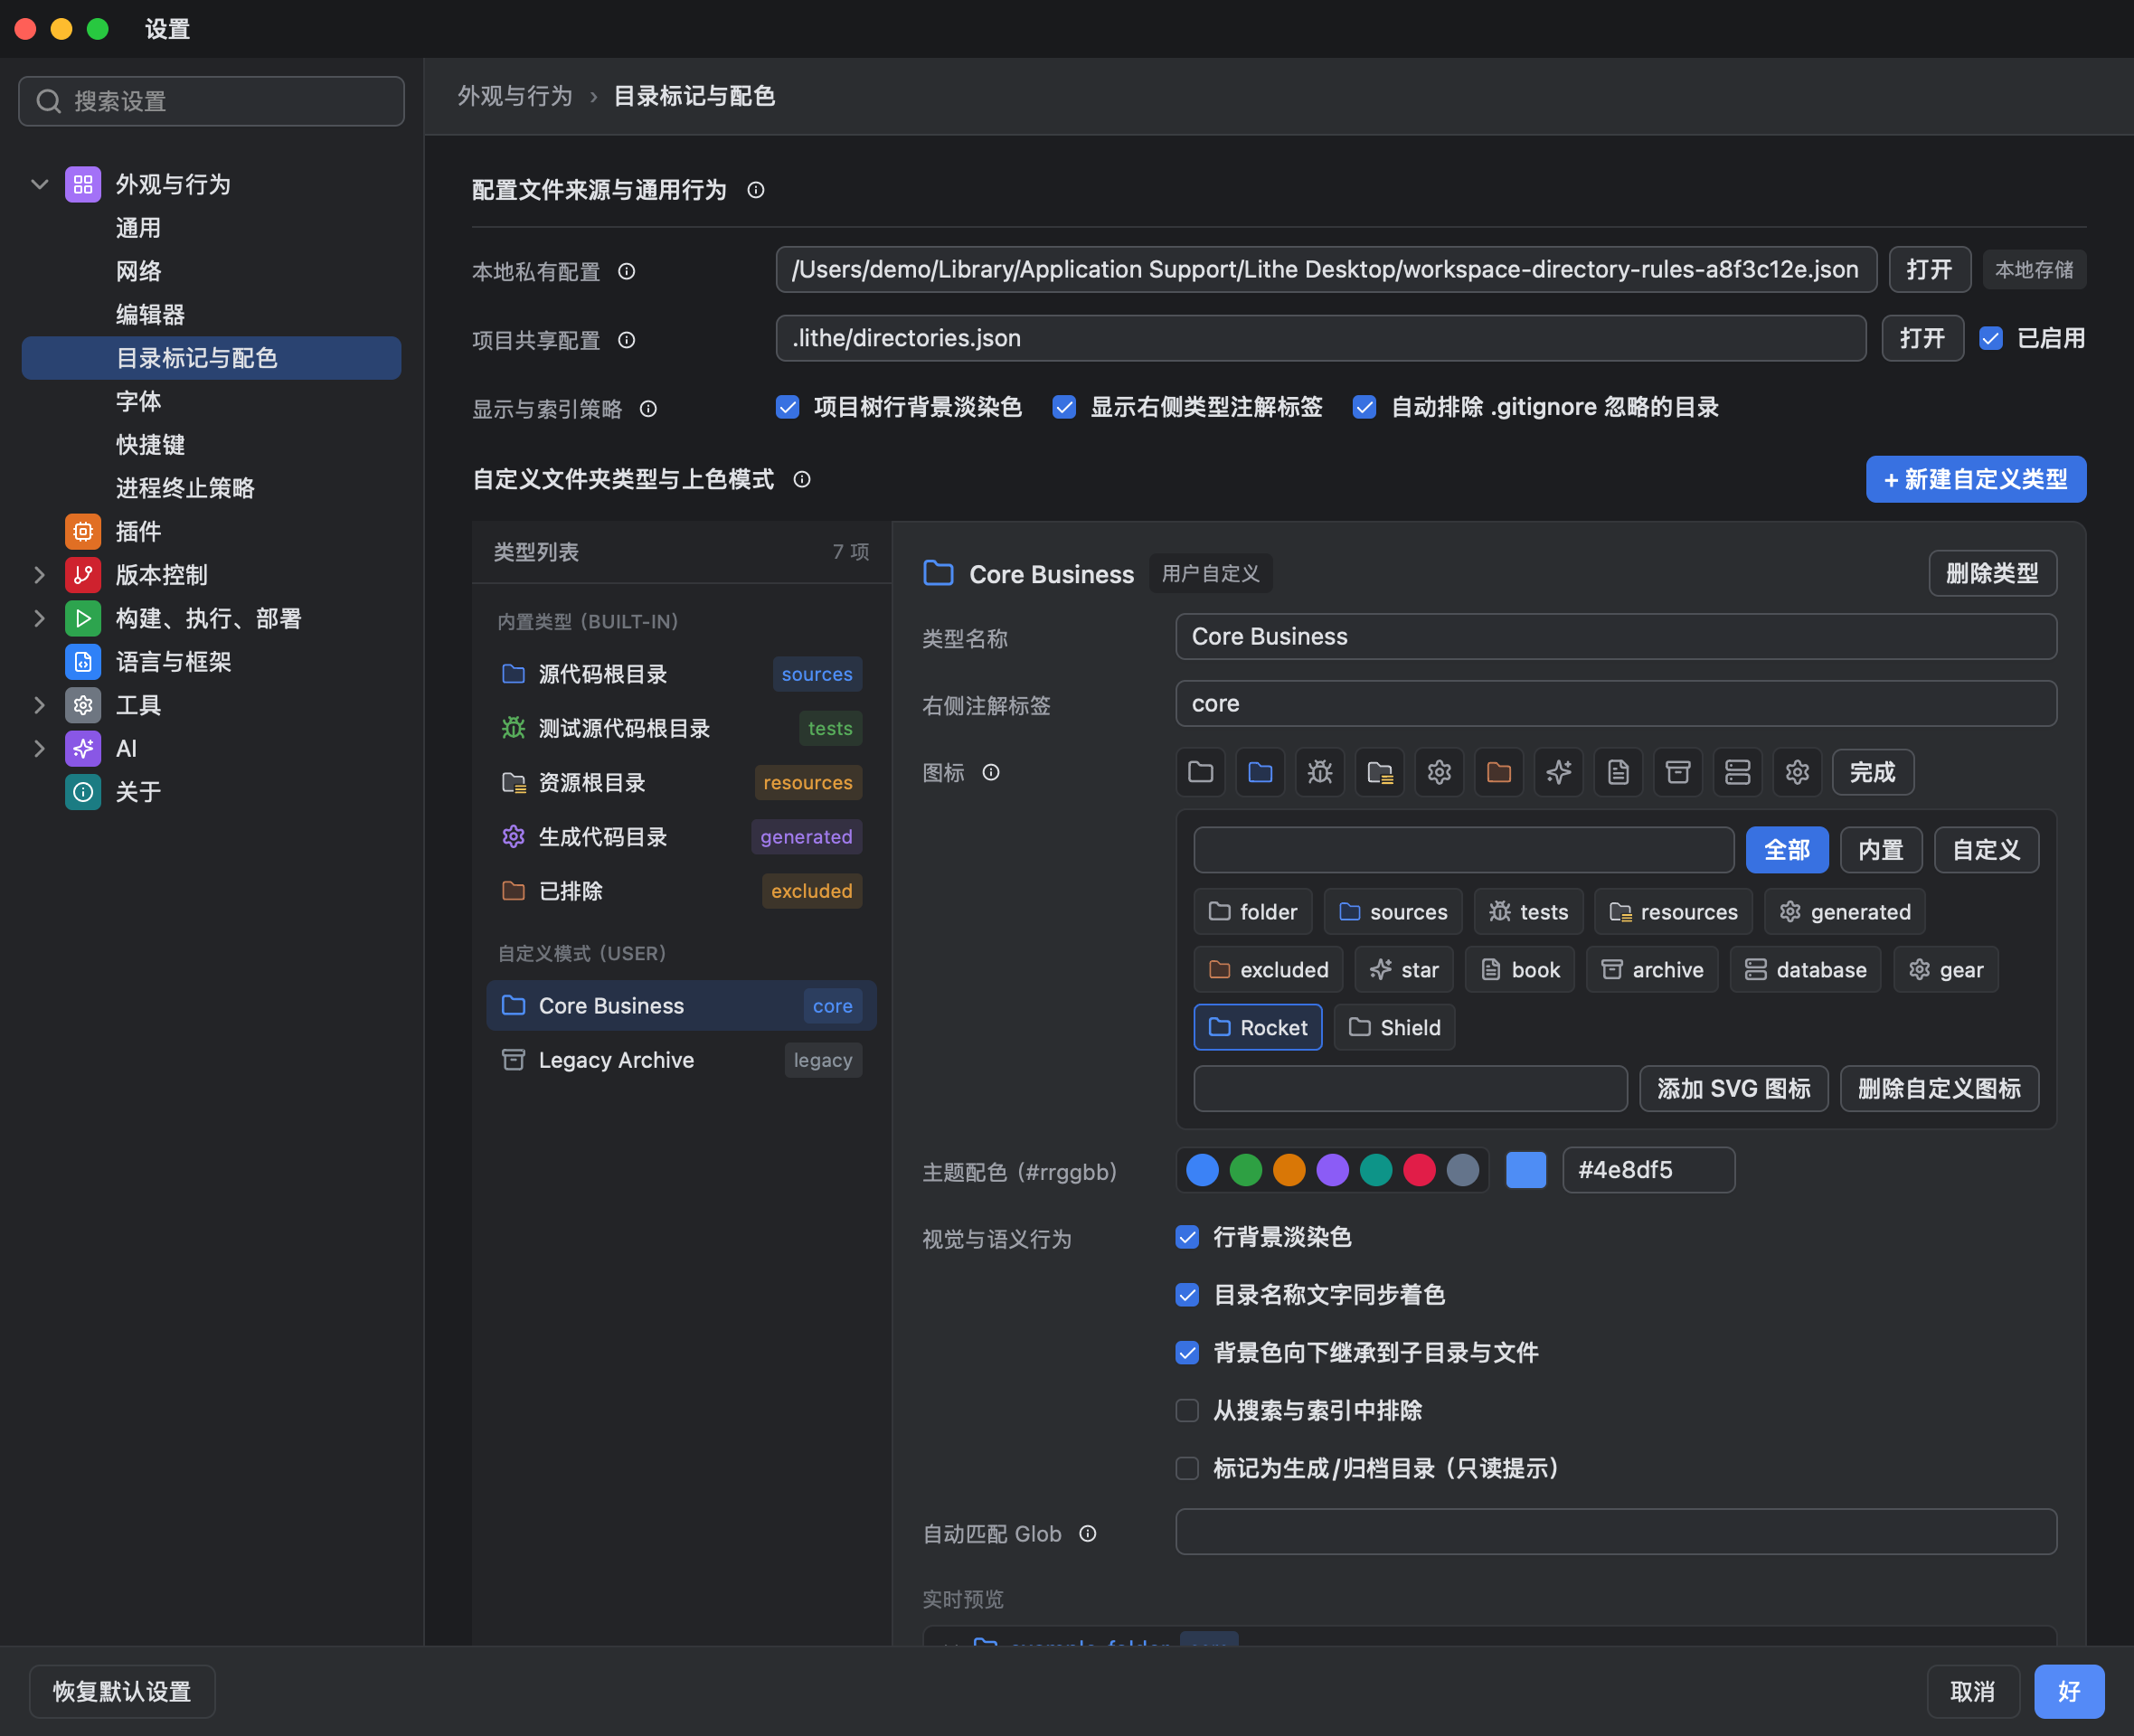 设置
搜索设置
外观与行为
通用
网络
编辑器
目录标记与配色
字体
快捷键
进程终止策略
插件
版本控制
构建、执行、部署
语言与框架
工具
AI
关于
外观与行为 › 目录标记与配色
配置文件来源与通用行为
本地私有配置 /Users/demo/Library/Application Support/Lithe Desktop/workspace-directory-rules-a8f3c12e.json 打开 本地存储
项目共享配置 .lithe/directories.json 打开 已启用
显示与索引策略 项目树行背景淡染色 显示右侧类型注解标签 自动排除 .gitignore 忽略的目录
自定义文件夹类型与上色模式 + 新建自定义类型
类型列表 7 项
内置类型 (BUILT-IN)
源代码根目录 sources
测试源代码根目录 tests
资源根目录 resources
生成代码目录 generated
已排除 excluded
自定义模式 (USER)
Core Business core
Legacy Archive legacy
Core Business 用户自定义 删除类型
类型名称 Core Business
右侧注解标签 core
图标 完成
全部 内置 自定义
folder sources tests resources generated
excluded star book archive database gear
Rocket Shield
添加 SVG 图标 删除自定义图标
主题配色 (#rrggbb) #4e8df5
视觉与语义行为 行背景淡染色
目录名称文字同步着色
背景色向下继承到子目录与文件
从搜索与索引中排除
标记为生成/归档目录（只读提示）
自动匹配 Glob
实时预览
恢复默认设置 取消 好